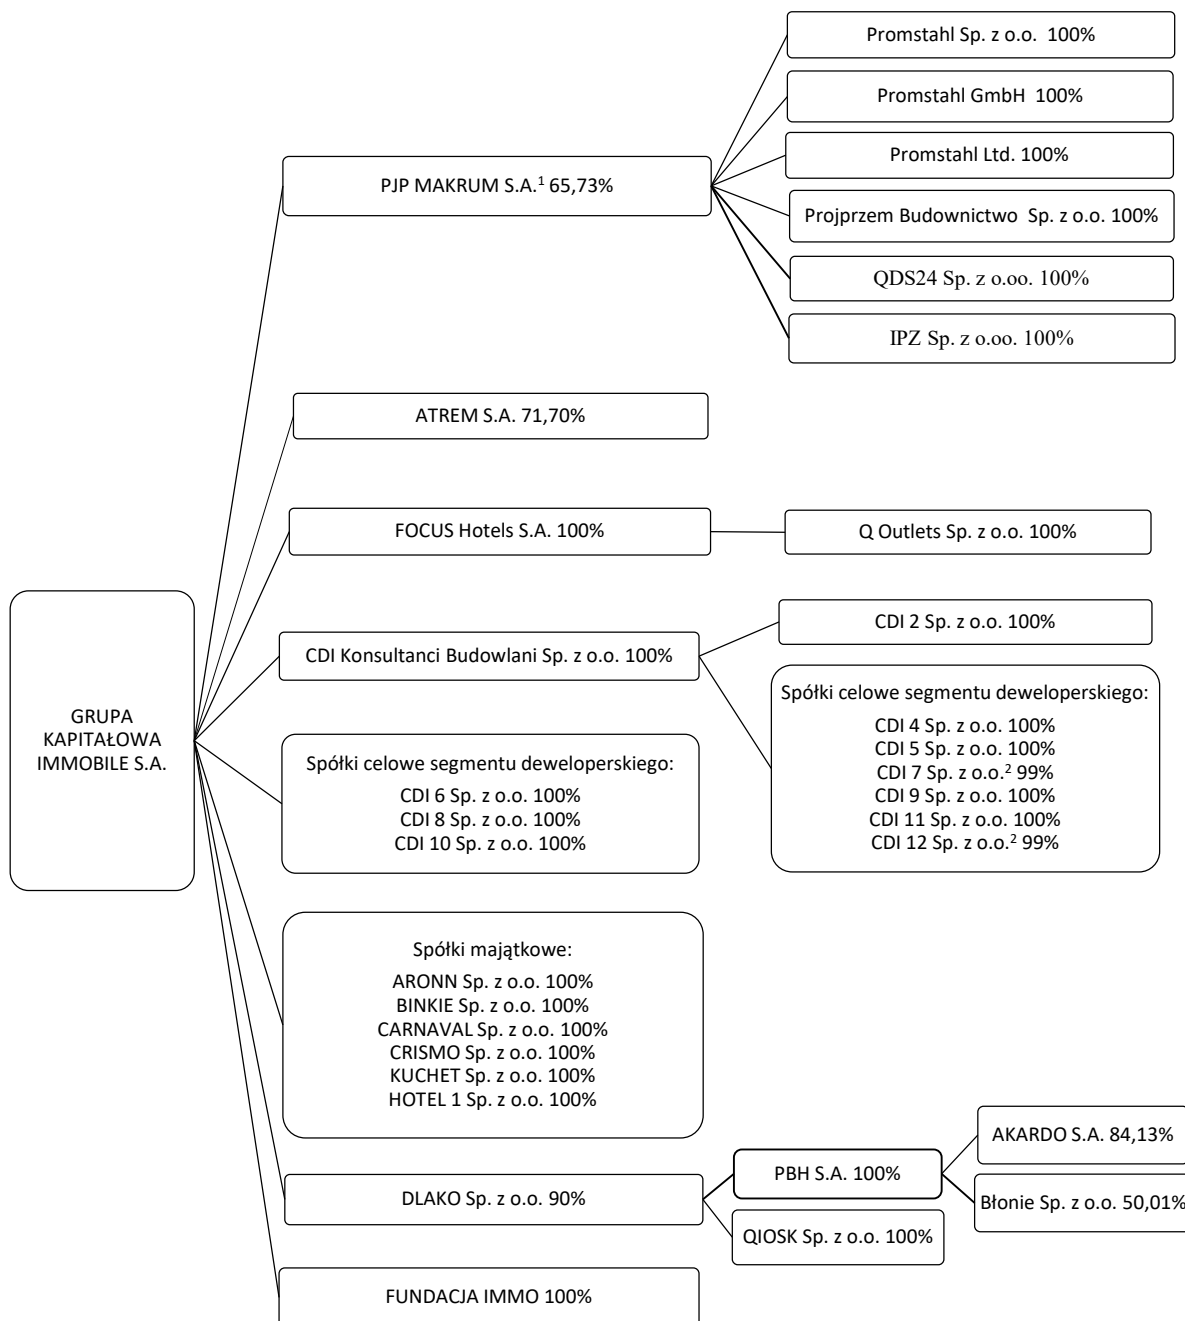 Promstahl Sp. z o.o. 100%
Promstahl GmbH 100%
Promstahl Ltd. 100%
PJP MAKRUM S.A.¹ 65,73%
Projprzem Budownictwo Sp. z o.o. 100%
QDS24 Sp. z o.oo. 100%
IPZ Sp. z o.oo. 100%
ATREM S.A. 71,70%
FOCUS Hotels S.A. 100%
Q Outlets Sp. z o.o. 100%
CDI 2 Sp. z o.o. 100%
CDI Konsultanci Budowlani Sp. z o.o. 100%
Spółki celowe segmentu deweloperskiego:
CDI 4 Sp. z o.o. 100%
CDI 5 Sp. z o.o. 100%
CDI 7 Sp. z o.o.² 99%
CDI 9 Sp. z o.o. 100%
CDI 11 Sp. z o.o. 100%
CDI 12 Sp. z o.o.² 99%
GRUPA
KAPITAŁOWA
IMMOBILE S.A.
Spółki celowe segmentu deweloperskiego:
CDI 6 Sp. z o.o. 100%
CDI 8 Sp. z o.o. 100%
CDI 10 Sp. z o.o. 100%
Spółki majątkowe:
ARONN Sp. z o.o. 100%
BINKIE Sp. z o.o. 100%
CARNAVAL Sp. z o.o. 100%
CRISMO Sp. z o.o. 100%
KUCHET Sp. z o.o. 100%
HOTEL 1 Sp. z o.o. 100%
AKARDO S.A. 84,13%
PBH S.A. 100%
DLAKO Sp. z o.o. 90%
Błonie Sp. z o.o. 50,01%
QIOSK Sp. z o.o. 100%
FUNDACJA IMMO 100%